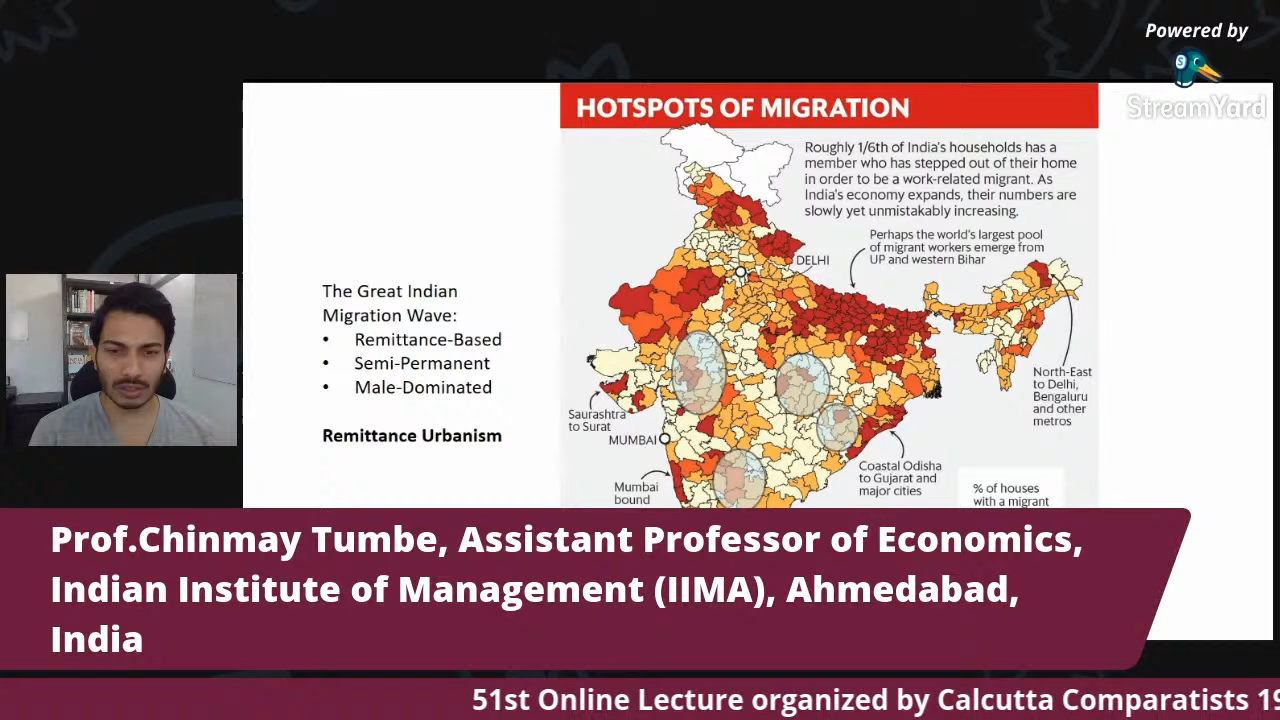 Powered by
StreamYard
HOTSPOTS OF MIGRATION
Roughly 1/6th of India's households has a
member who has stepped out of their home
in order to be a work-related migrant. As
India's economy expands, their numbers are
slowly yet unmistakably increasing.
Perhaps the world's largest pool
of migrant workers emerge from
UP and western Bihar
DELHI
The Great Indian
Migration Wave:
• Remittance-Based
• Semi-Permanent
• Male-Dominated
Remittance Urbanism
Saurashtra
to Surat
MUMBAI
Mumbai
bound
North-East
to Delhi,
Bengaluru
and other
metros
Coastal Odisha
to Gujarat and
major cities
% of houses
with a migrant
Prof.Chinmay Tumbe, Assistant Professor of Economics,
Indian Institute of Management (IIMA), Ahmedabad,
India
51st Online Lecture organized by Calcutta Comparatists 19